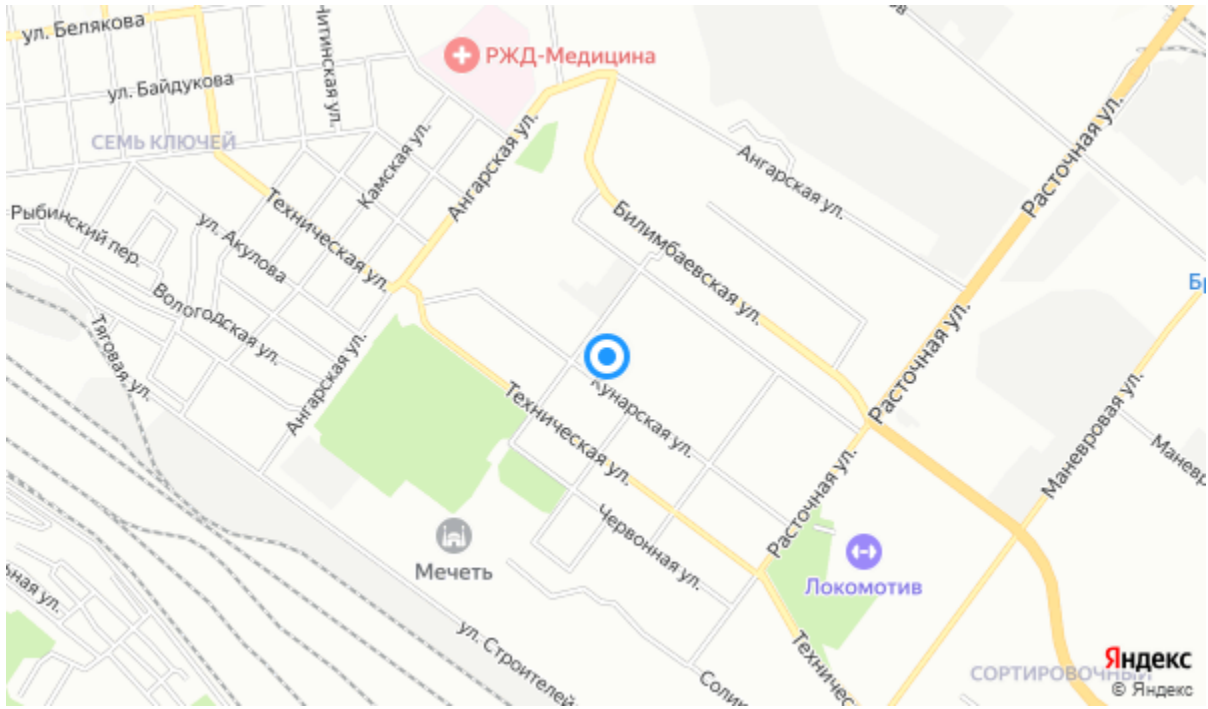 ул. Белякова
Читинская ул.
РЖД-Медицина
ул. Байдукова
СЕМЬ КЛЮЧЕЙ
Камская ул.
Ангарская ул.
Ангарская ул.
Расточная ул.
Техническая ул.
Рыбинский пер.
ул. Акулова
Билимбаевская ул.
Вологодская ул.
Тяговая ул.
Ангарская ул.
Расточная ул.
Кунарская ул.
Техническая ул.
Маневровая ул.
Расточная ул.
Червонная ул.
Мечеть
Локомотив
ул. Строителей
Яндекс
СОРТИРОВОЧНЫЙ
© Яндекс